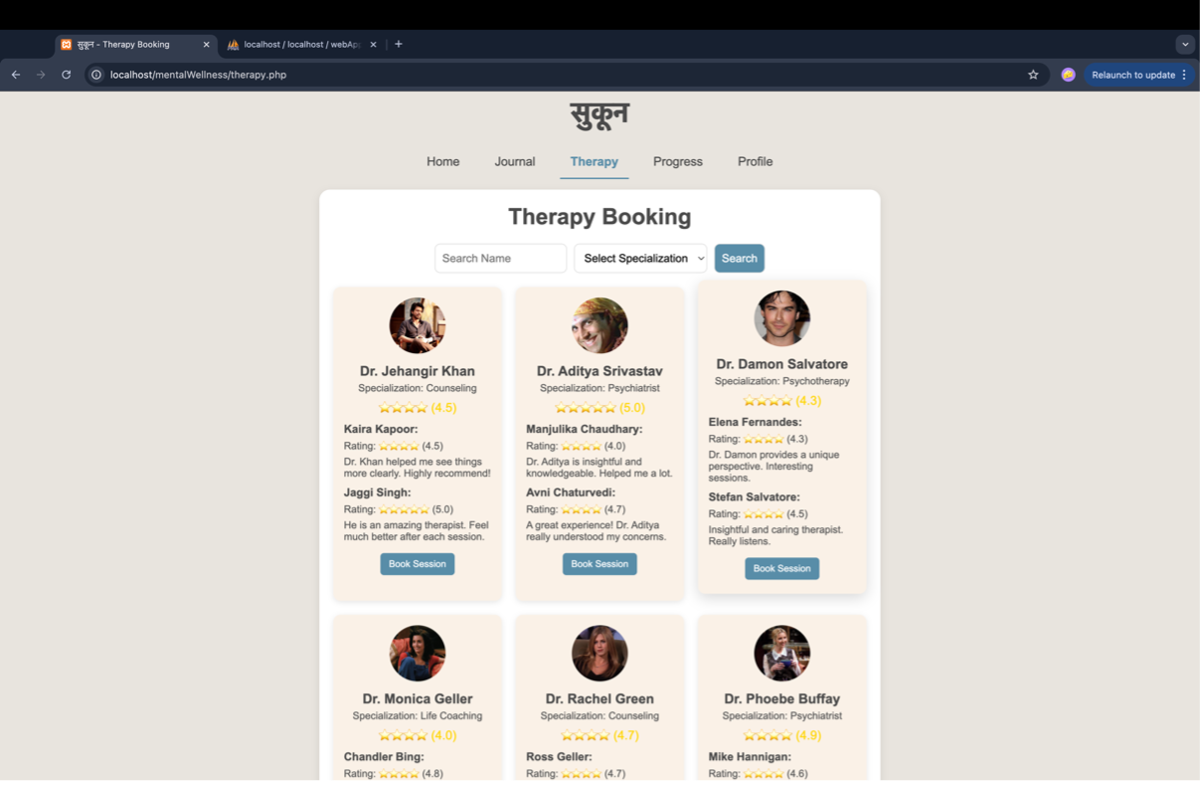 सुकून - Therapy Booking
localhost / localhost / webApp
localhost/mentalWellness/therapy.php
Relaunch to update
सुकून
Home Journal Therapy Progress Profile
Therapy Booking
Search Name Select Specialization Search
Dr. Jehangir Khan
Specialization: Counseling
☆☆☆☆ (4.5)
Kaira Kapoor:
Rating: ☆☆☆☆ (4.5)
Dr. Khan helped me see things
more clearly. Highly recommend!
Jaggi Singh:
Rating: ☆☆☆☆☆ (5.0)
He is an amazing therapist. Feel
much better after each session.
Book Session
Dr. Aditya Srivastav
Specialization: Psychiatrist
☆☆☆☆☆ (5.0)
Manjulika Chaudhary:
Rating: ☆☆☆☆ (4.0)
Dr. Aditya is insightful and
knowledgeable. Helped me a lot.
Avni Chaturvedi:
Rating: ☆☆☆☆ (4.7)
A great experience! Dr. Aditya
really understood my concerns.
Book Session
Dr. Damon Salvatore
Specialization: Psychotherapy
☆☆☆☆ (4.3)
Elena Fernandes:
Rating: ☆☆☆☆ (4.3)
Dr. Damon provides a unique
perspective. Interesting
sessions.
Stefan Salvatore:
Rating: ☆☆☆☆ (4.5)
Insightful and caring therapist.
Really listens.
Book Session
Dr. Monica Geller
Specialization: Life Coaching
☆☆☆☆ (4.0)
Chandler Bing:
Rating: ☆☆☆☆ (4.8)
Dr. Rachel Green
Specialization: Counseling
☆☆☆☆ (4.7)
Ross Geller:
Rating: ☆☆☆☆ (4.7)
Dr. Phoebe Buffay
Specialization: Psychiatrist
☆☆☆☆ (4.9)
Mike Hannigan:
Rating: ☆☆☆☆ (4.6)